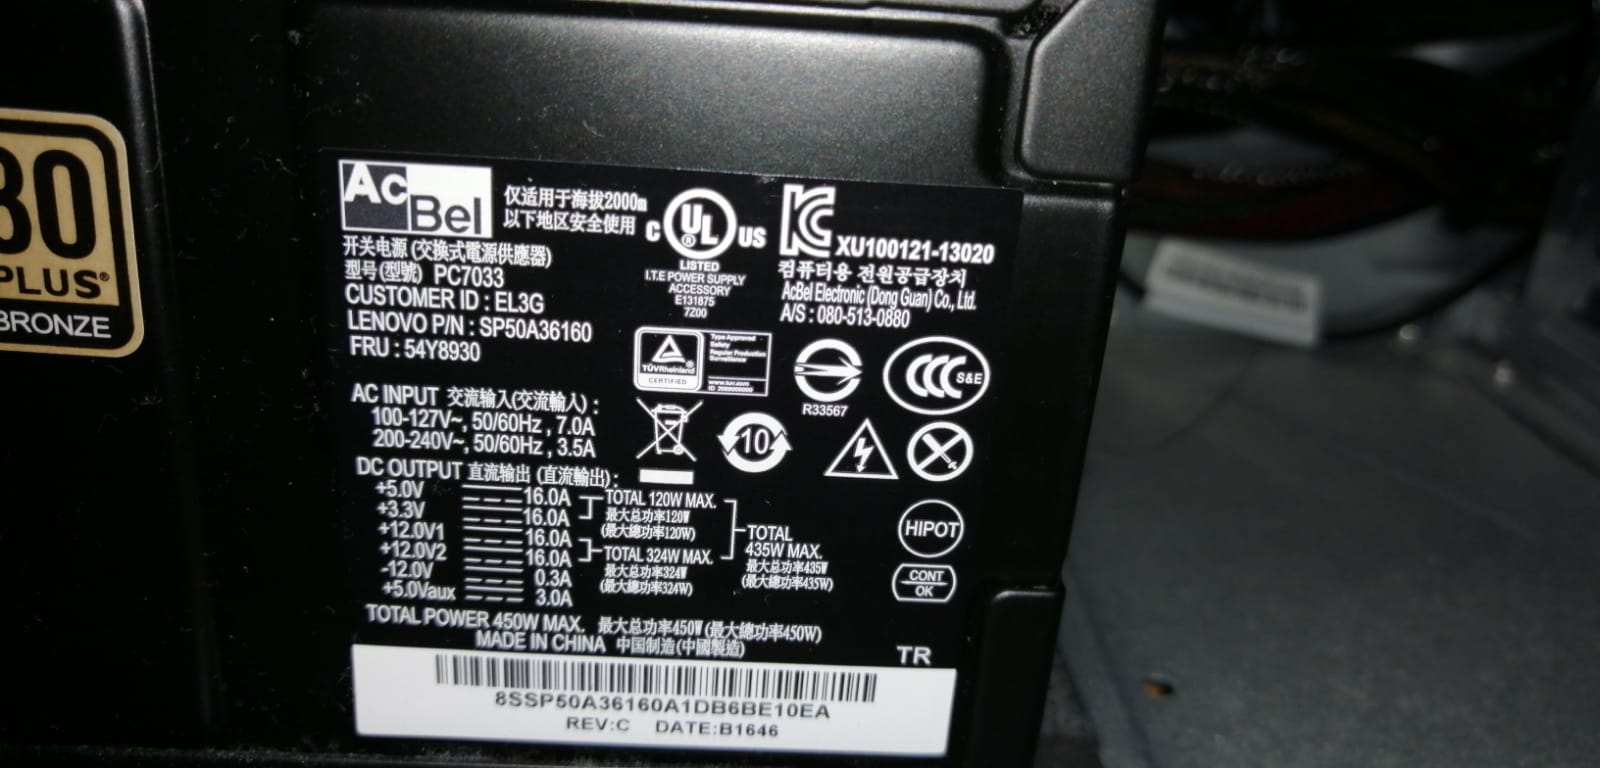 80
PLUS®
BRONZE
AcBel
仅适用于海拔2000m
以下地区安全使用
开关电源 (交換式電源供應器)
型号(型號) PC7033
CUSTOMER ID : EL3G
LENOVO P/N : SP50A36160
FRU : 54Y8930
C UL ® US
LISTED
I.T.E POWER SUPPLY
ACCESSORY
E131875
7Z00
KC XU100121-13020
컴퓨터용 전원공급장치
AcBel Electronic (Dong Guan) Co., Ltd.
A/S : 080-513-0880
TÜVRheinland ®
CERTIFIED
Type Approved
Safety
Regular Production
Surveillance
www.tuv.com
R33567
CCC S&E
AC INPUT 交流输入(交流輸入) :
100-127V~, 50/60Hz , 7.0A
200-240V~, 50/60Hz , 3.5A
10
DC OUTPUT 直流输出 (直流輸出) :
+5.0V 16.0A
+3.3V 16.0A
+12.0V1 16.0A
+12.0V2 16.0A
-12.0V 0.3A
+5.0Vaux 3.0A
TOTAL 120W MAX.
最大总功率120W
(最大總功率120W)
TOTAL 324W MAX.
最大总功率324W
(最大總功率324W)
TOTAL
435W MAX.
最大总功率435W
(最大總功率435W)
HIPOT
CONT
OK
TOTAL POWER 450W MAX. 最大总功率450W (最大總功率450W)
MADE IN CHINA 中国制造(中國製造)
TR
8SSP50A36160A1DB6BE10EA
REV:C DATE:B1646